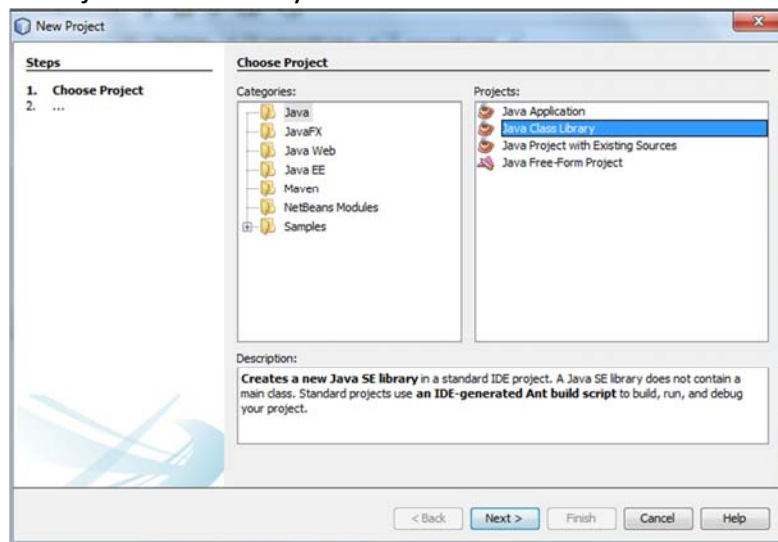 New Project
Steps
1. Choose Project
2. ...
Choose Project
Categories:
Java
JavaFX
Java Web
Java EE
Maven
NetBeans Modules
Samples
Projects:
Java Application
Java Class Library
Java Project with Existing Sources
Java Free-Form Project
Description:
Creates a new Java SE library in a standard IDE project. A Java SE library does not contain a
main class. Standard projects use an IDE-generated Ant build script to build, run, and debug
your project.
< Back Next > Finish Cancel Help